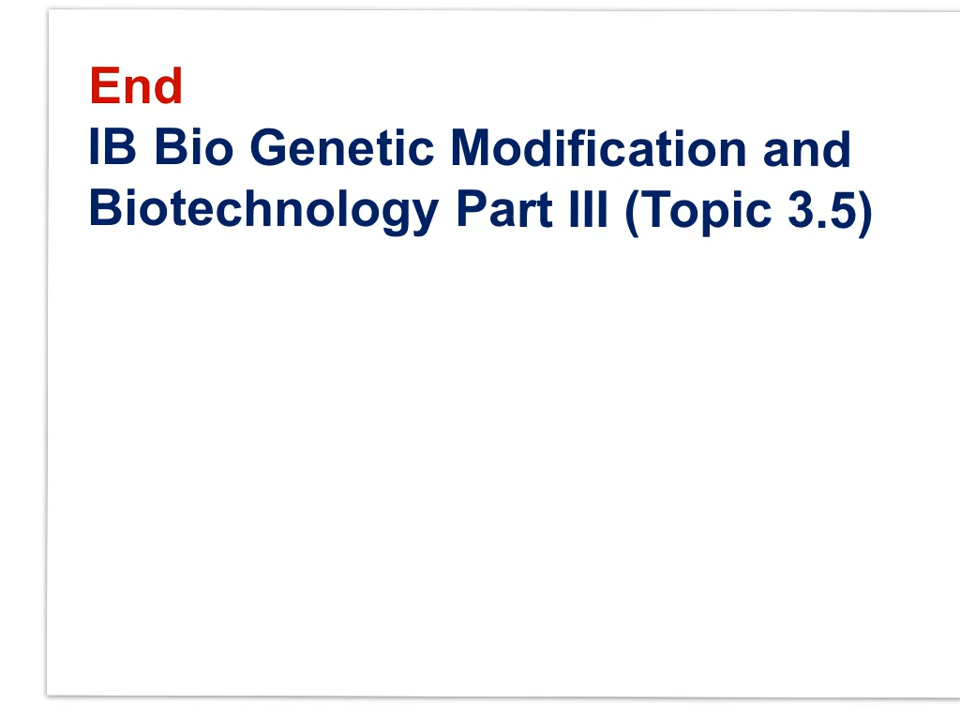 End
IB Bio Genetic Modification and
Biotechnology Part III (Topic 3.5)